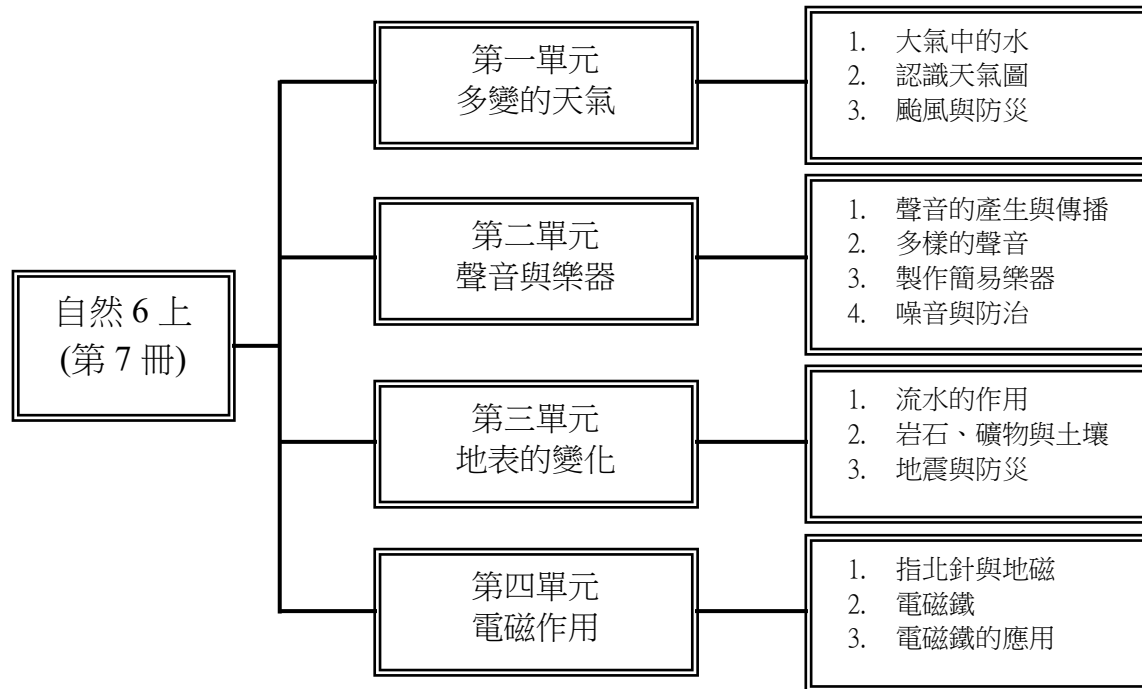 自然 6 上
(第 7 冊)
第一單元
多變的天氣
1. 大氣中的水
2. 認識天氣圖
3. 颱風與防災
第二單元
聲音與樂器
1. 聲音的產生與傳播
2. 多樣的聲音
3. 製作簡易樂器
4. 噪音與防治
第三單元
地表的變化
1. 流水的作用
2. 岩石、礦物與土壤
3. 地震與防災
第四單元
電磁作用
1. 指北針與地磁
2. 電磁鐵
3. 電磁鐵的應用